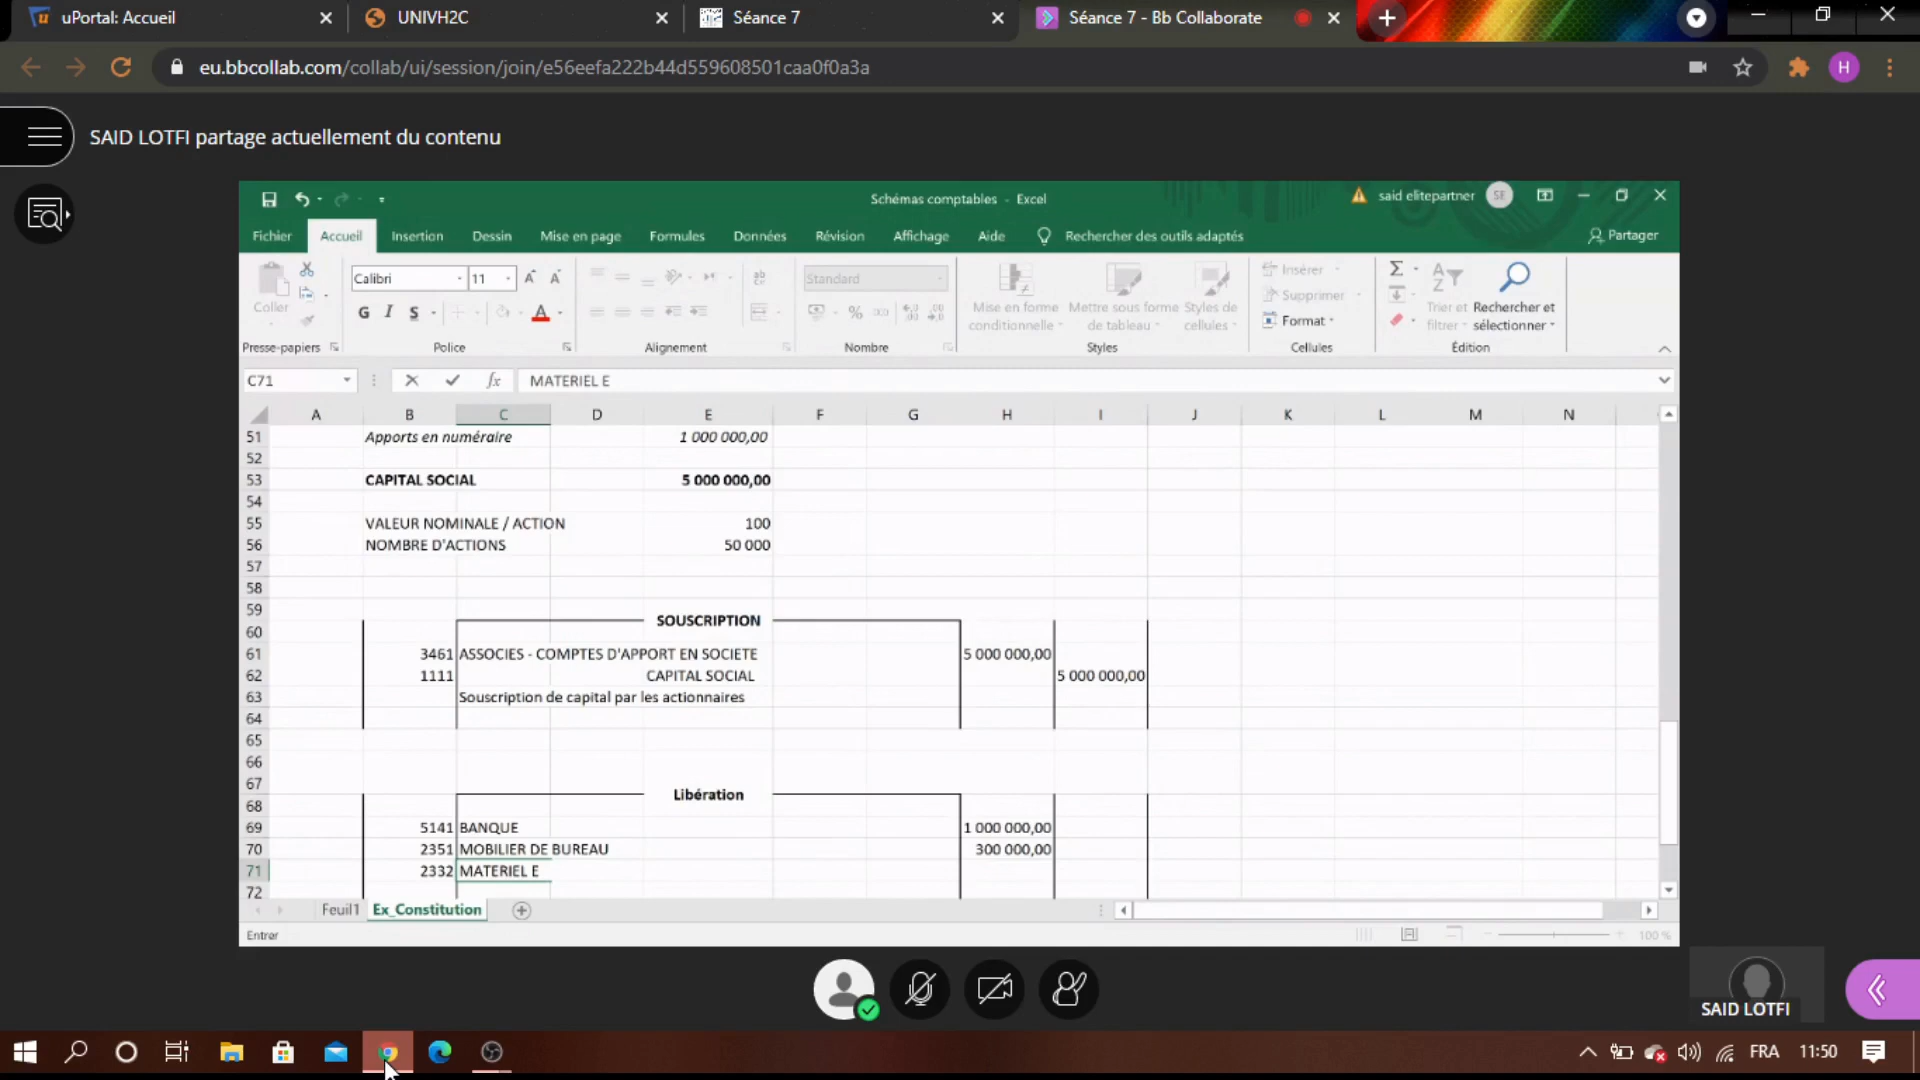 uPortal: Accueil
UNIVH2C
Séance 7
Séance 7 - Bb Collaborate
eu.bbcollab.com/collab/ui/session/join/e56eefa222b44d559608501caa0f0a3a
H
SAID LOTFI partage actuellement du contenu
Schémas comptables - Excel
said elitepartner
SE
Fichier
Accueil
Insertion
Dessin
Mise en page
Formules
Données
Révision
Affichage
Aide
Rechercher des outils adaptés
Partager
Coller
Calibri
11
G I S
Standard
Mise en forme conditionnelle
Mettre sous forme de tableau
Styles de cellules
Insérer
Supprimer
Format
Trier et filtrer
Rechercher et sélectionner
Presse-papiers
Police
Alignement
Nombre
Styles
Cellules
Édition
C71
fx
MATERIEL E
A B C D E F G H I J K L M N
51 Apports en numéraire 1 000 000,00
52
53 CAPITAL SOCIAL 5 000 000,00
54
55 VALEUR NOMINALE / ACTION 100
56 NOMBRE D'ACTIONS 50 000
57
58
59
SOUSCRIPTION
60
61 3461 ASSOCIES - COMPTES D'APPORT EN SOCIETE 5 000 000,00
62 1111 CAPITAL SOCIAL 5 000 000,00
63 Souscription de capital par les actionnaires
64
65
66
67
Libération
68
69 5141 BANQUE 1 000 000,00
70 2351 MOBILIER DE BUREAU 300 000,00
71 2332 MATERIEL E
72
Feuil1
Ex_Constitution
Entrer
100 %
SAID LOTFI
FRA
11:50